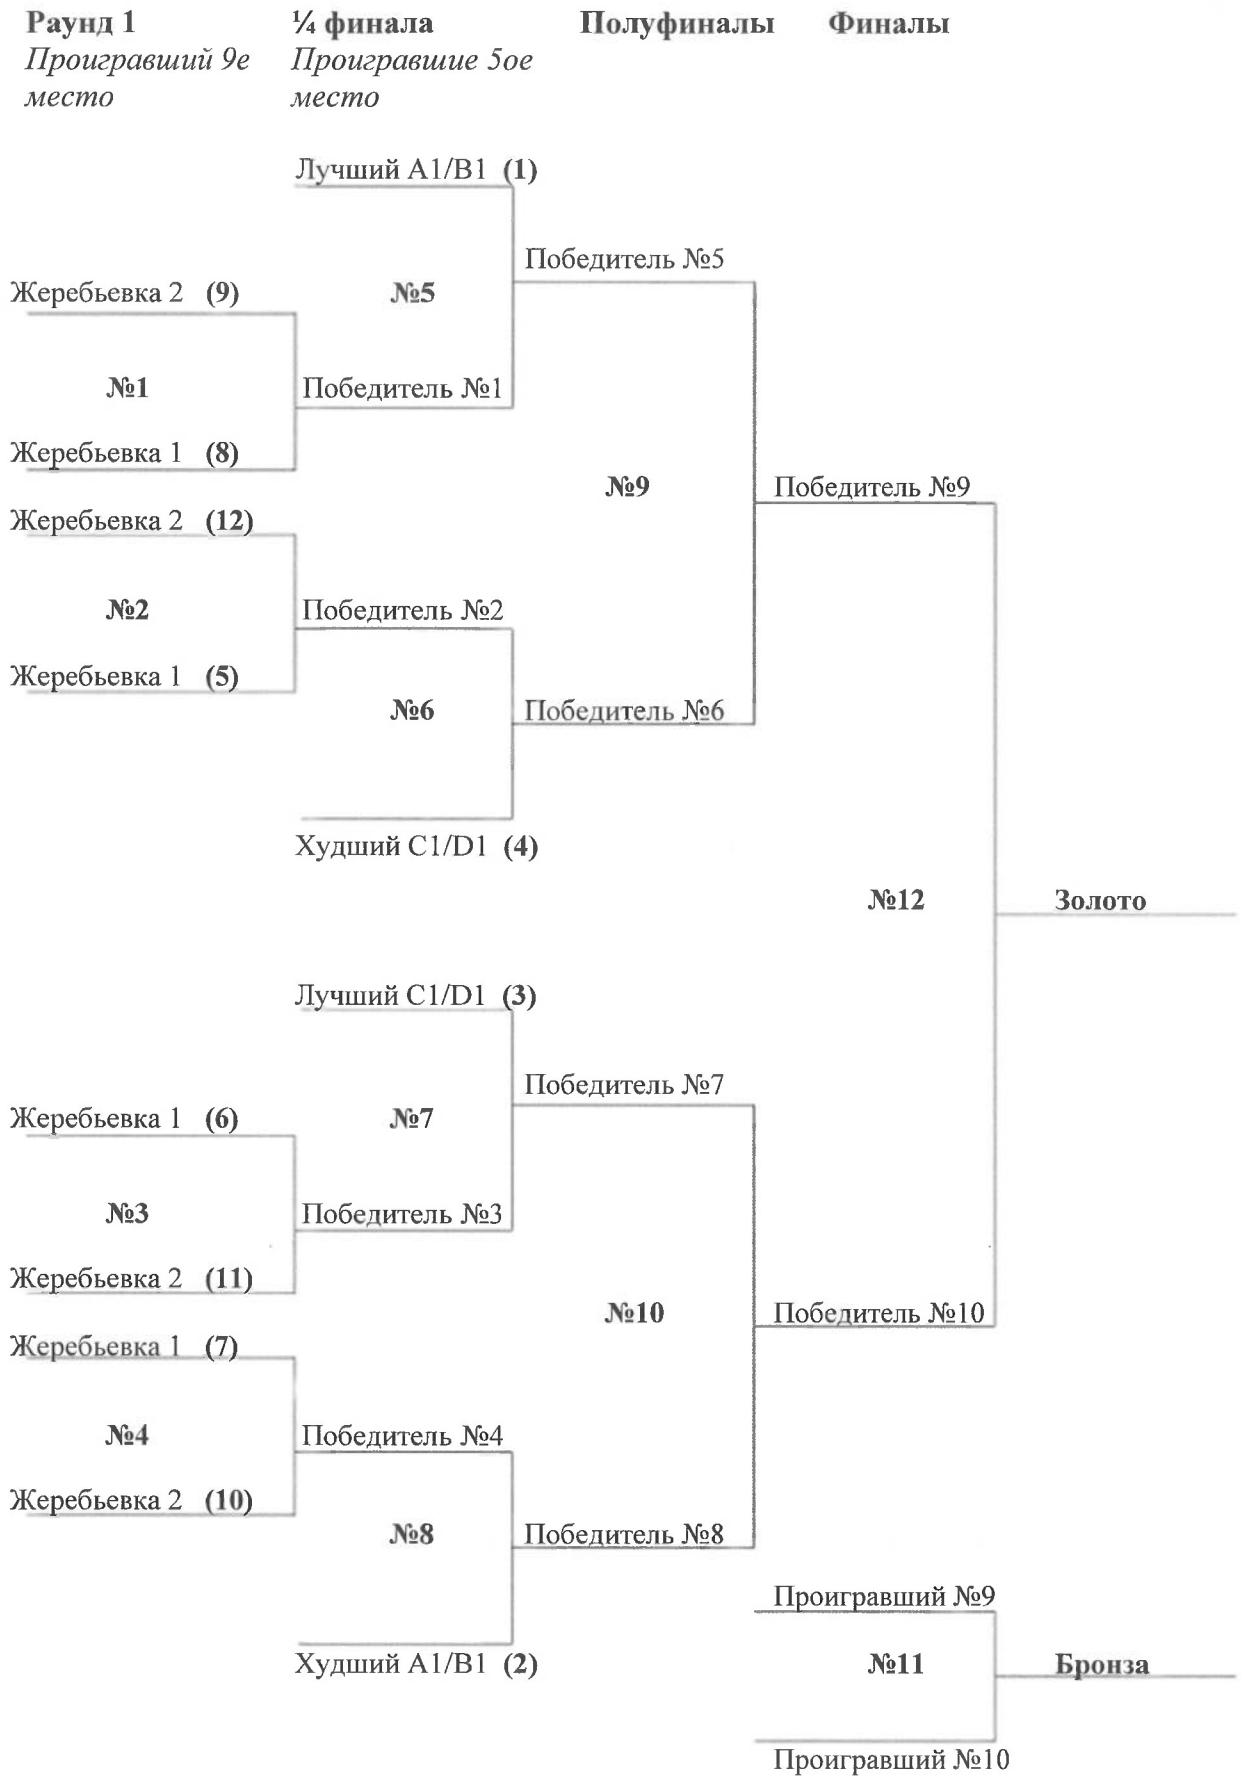 Раунд 1
Проигравший 9е
место
¼ финала
Проигравшие 5ое
место
Полуфиналы
Финалы
Лучший A1/B1 (1)
Победитель №5
Жеребьевка 2 (9)
№5
№1
Победитель №1
Жеребьевка 1 (8)
№9
Победитель №9
Жеребьевка 2 (12)
№2
Победитель №2
Жеребьевка 1 (5)
№6
Победитель №6
Худший C1/D1 (4)
№12
Золото
Лучший C1/D1 (3)
Победитель №7
Жеребьевка 1 (6)
№7
№3
Победитель №3
Жеребьевка 2 (11)
№10
Победитель №10
Жеребьевка 1 (7)
№4
Победитель №4
Жеребьевка 2 (10)
№8
Победитель №8
Проигравший №9
Худший A1/B1 (2)
№11
Бронза
Проигравший №10